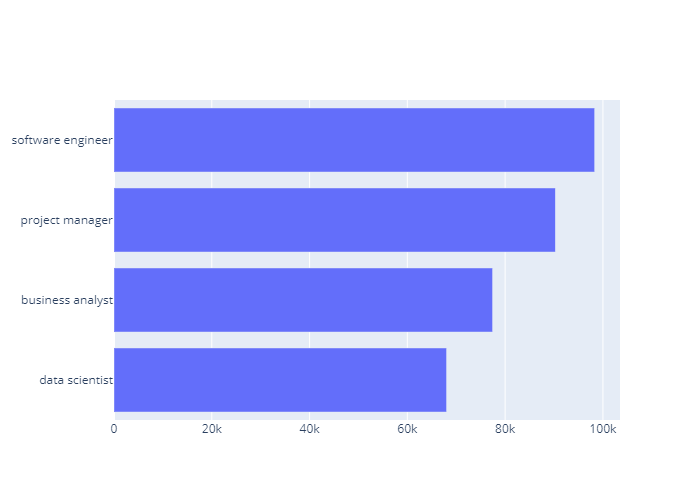 software engineer
project manager
business analyst
data scientist
0 20k 40k 60k 80k 100k